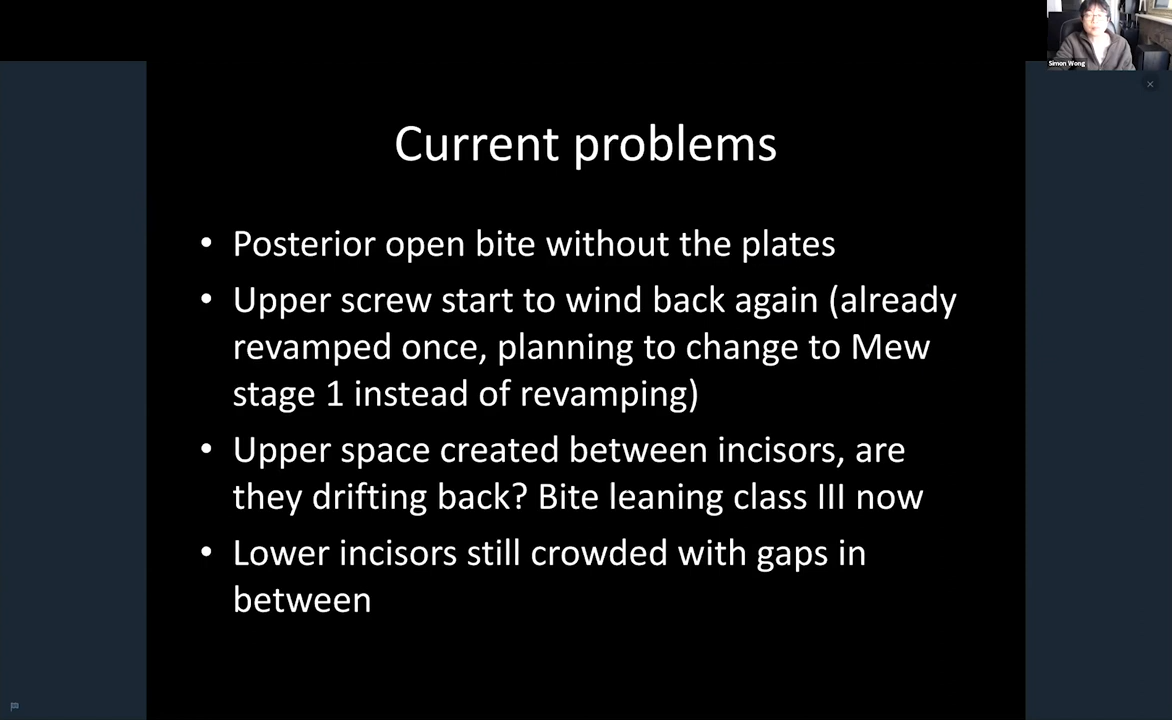 Simon Wong
Current problems
• Posterior open bite without the plates
• Upper screw start to wind back again (already
revamped once, planning to change to Mew
stage 1 instead of revamping)
• Upper space created between incisors, are
they drifting back? Bite leaning class III now
• Lower incisors still crowded with gaps in
between